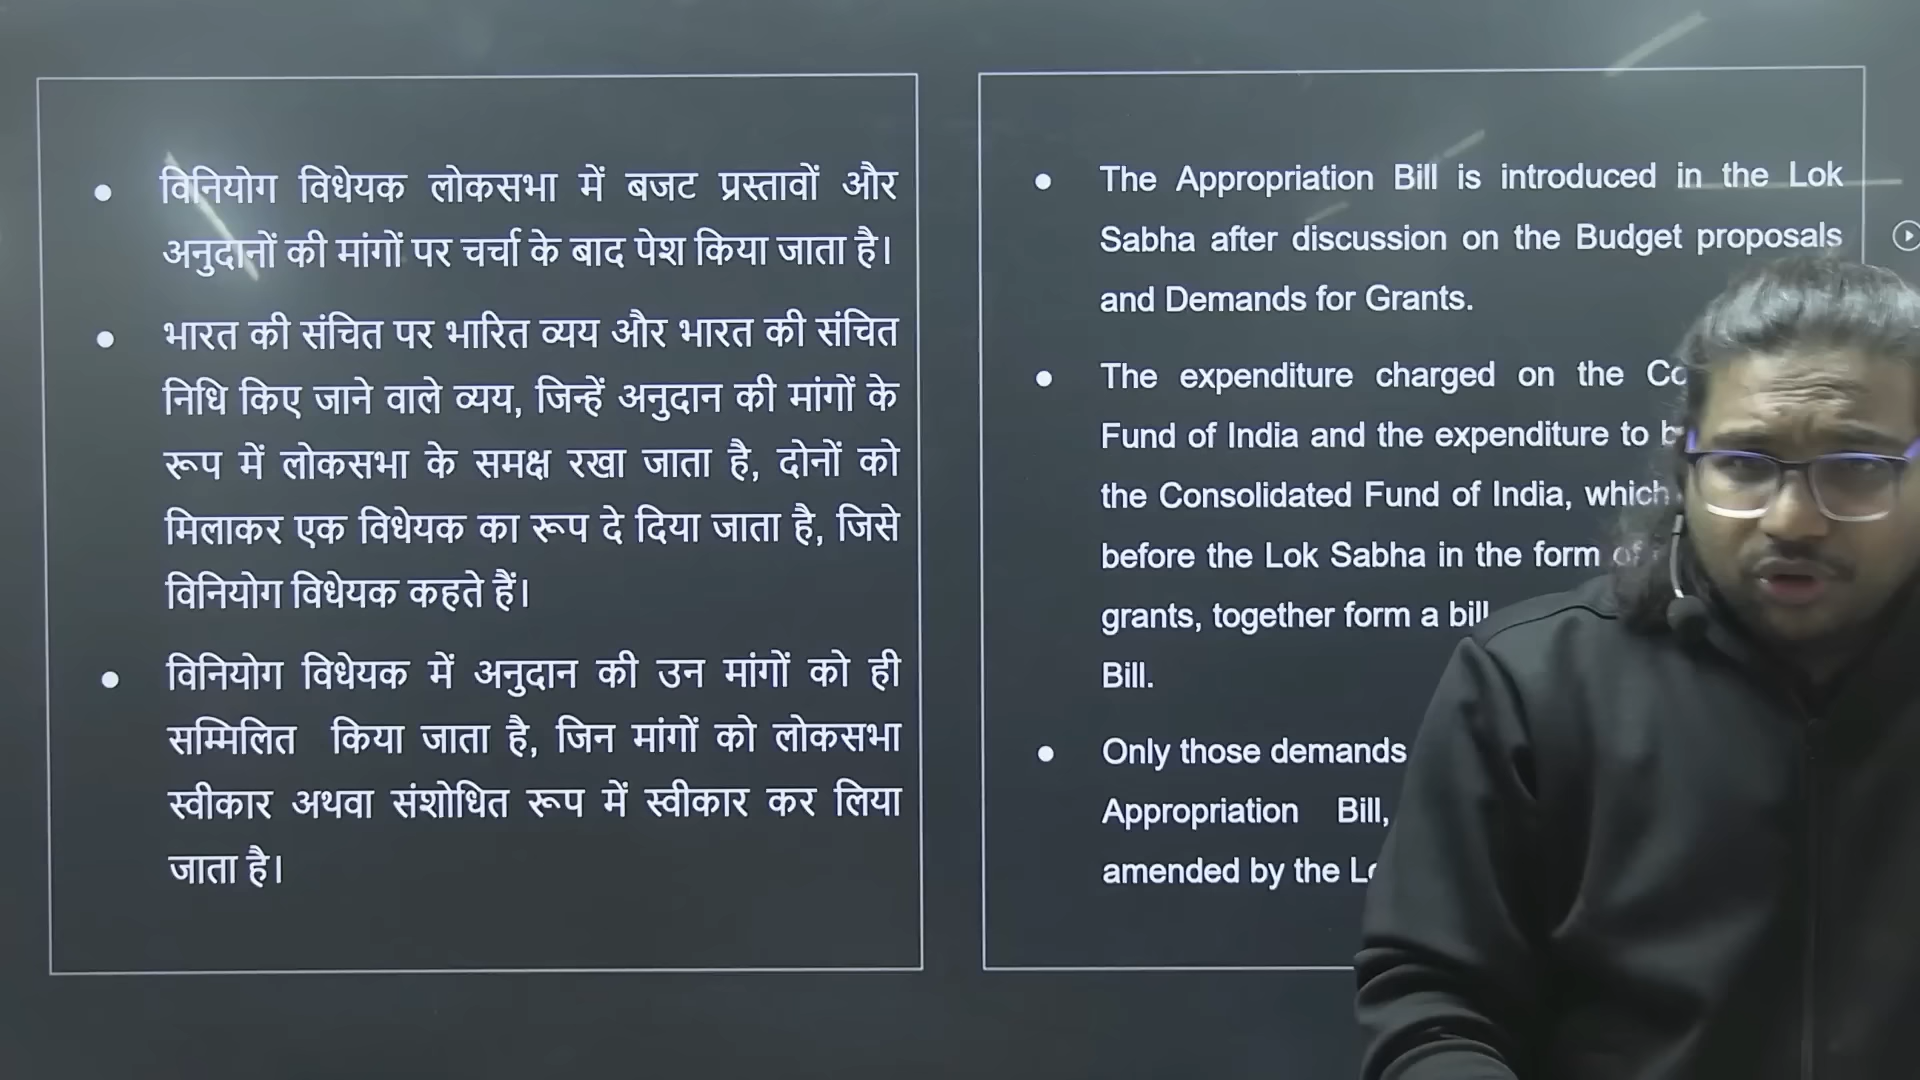 विनियोग विधेयक लोकसभा में बजट प्रस्तावों और
अनुदानों की मांगों पर चर्चा के बाद पेश किया जाता है।
भारत की संचित पर भारित व्यय और भारत की संचित
निधि किए जाने वाले व्यय, जिन्हें अनुदान की मांगों के
रूप में लोकसभा के समक्ष रखा जाता है, दोनों को
मिलाकर एक विधेयक का रूप दे दिया जाता है, जिसे
विनियोग विधेयक कहते हैं।
विनियोग विधेयक में अनुदान की उन मांगों को ही
सम्मिलित किया जाता है, जिन मांगों को लोकसभा
स्वीकार अथवा संशोधित रूप में स्वीकार कर लिया
जाता है।
The Appropriation Bill is introduced in the Lok
Sabha after discussion on the Budget proposals
and Demands for Grants.
The expenditure charged on the
Fund of India and the expenditure to
the Consolidated Fund of India, which
before the Lok Sabha in the form of
grants, together form a bill
Bill.
Only those demands
Appropriation Bill,
amended by the